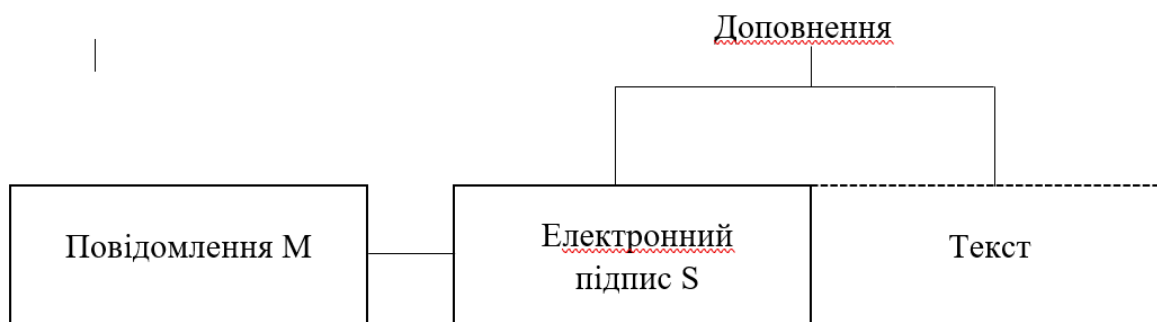 Доповнення
Повідомлення М
Електронний
підпис S
Текст